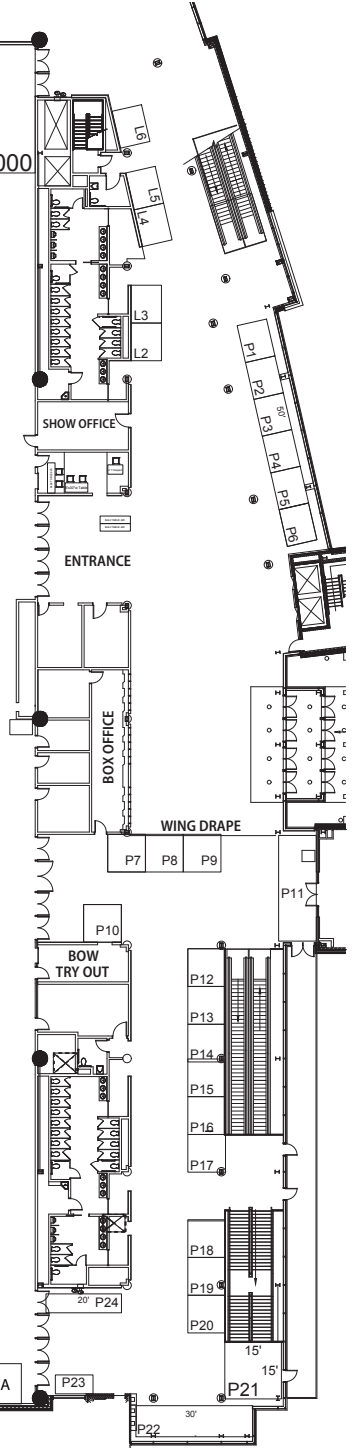 L6
000
L5
L4
L3
L2
P1
P2
50'
P3
P4
P5
P6
SHOW OFFICE
ENTRANCE
BOX OFFICE
WING DRAPE
P7
P8
P9
P11
P10
BOW
TRY OUT
P12
P13
P14
P15
P16
P17
P18
P19
P20
15'
15'
P21
20'
P24
A
P23
30'
P22